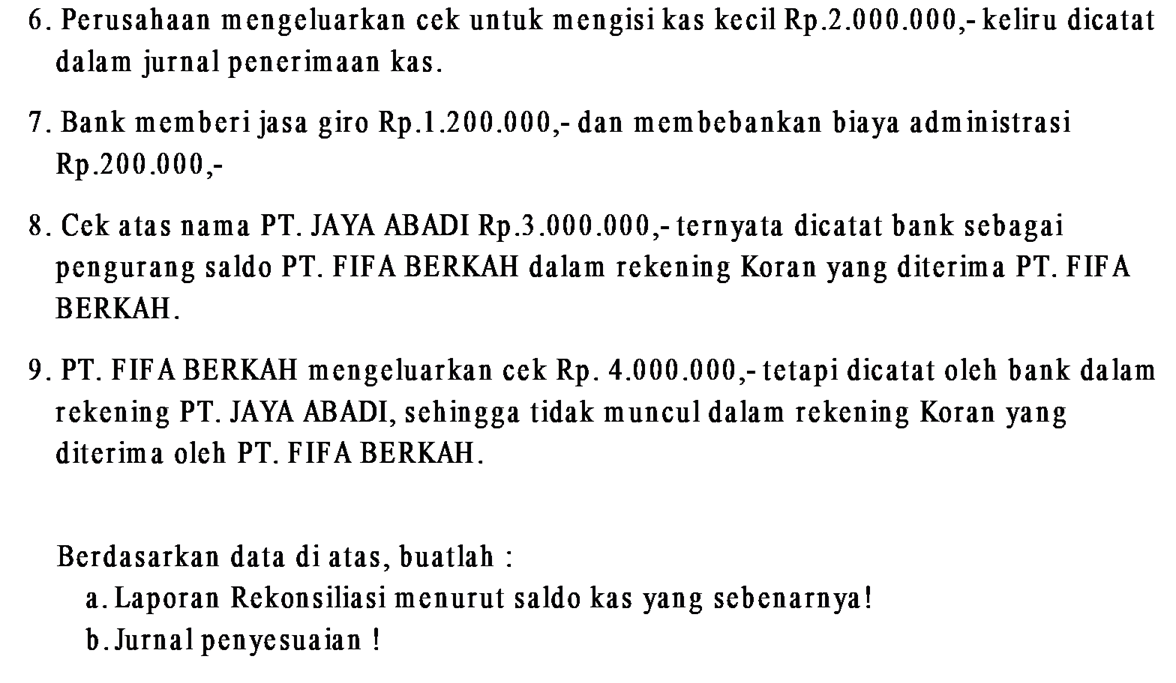 6. Perusahaan mengeluarkan cek untuk mengisi kas kecil Rp.2.000.000,- keliru dicatat
dalam jurnal penerimaan kas.
7. Bank memberi jasa giro Rp.1.200.000,- dan membebankan biaya administrasi
Rp.200.000,-
8. Cek atas nama PT. JAYA ABADI Rp.3.000.000,- ternyata dicatat bank sebagai
pengurang saldo PT. FIFA BERKAH dalam rekening Koran yang diterima PT. FIFA
BERKAH.
9. PT. FIFA BERKAH mengeluarkan cek Rp. 4.000.000,- tetapi dicatat oleh bank dalam
rekening PT. JAYA ABADI, sehingga tidak muncul dalam rekening Koran yang
diterima oleh PT. FIFA BERKAH.
Berdasarkan data di atas, buatlah :
a. Laporan Rekonsiliasi menurut saldo kas yang sebenarnya!
b. Jurnal penyesuaian !